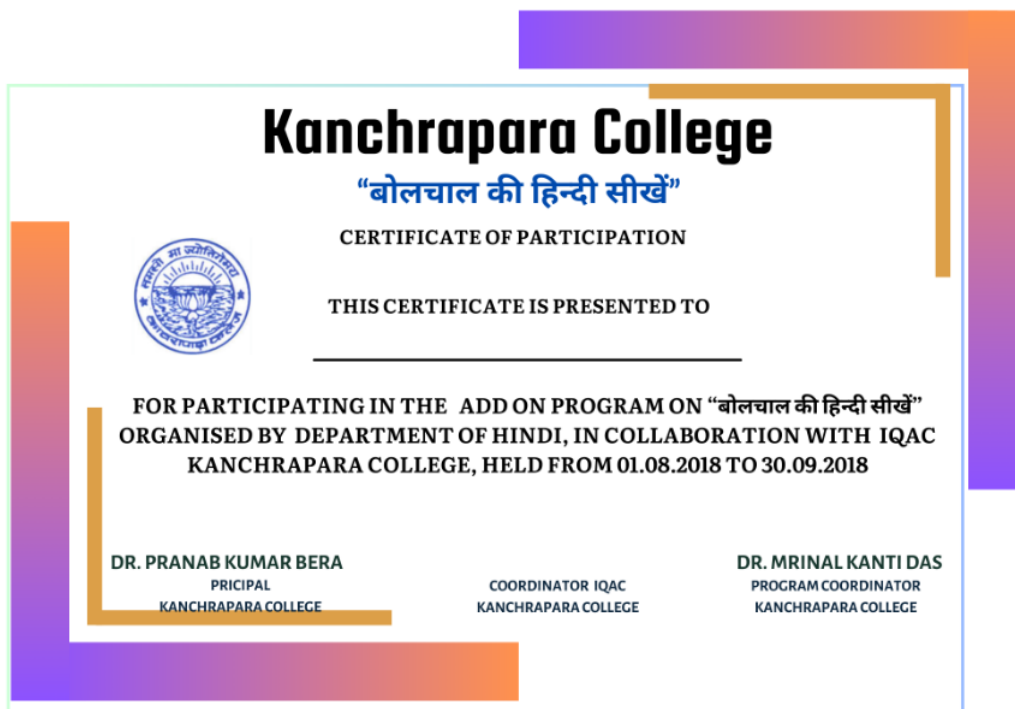 Kanchrapara College
“बोलचाल की हिन्दी सीखें”
CERTIFICATE OF PARTICIPATION
THIS CERTIFICATE IS PRESENTED TO
FOR PARTICIPATING IN THE ADD ON PROGRAM ON “बोलचाल की हिन्दी सीखें”
ORGANISED BY DEPARTMENT OF HINDI, IN COLLABORATION WITH IQAC
KANCHRAPARA COLLEGE, HELD FROM 01.08.2018 TO 30.09.2018
DR. PRANAB KUMAR BERA
PRICIPAL
KANCHRAPARA COLLEGE
COORDINATOR IQAC
KANCHRAPARA COLLEGE
DR. MRINAL KANTI DAS
PROGRAM COORDINATOR
KANCHRAPARA COLLEGE